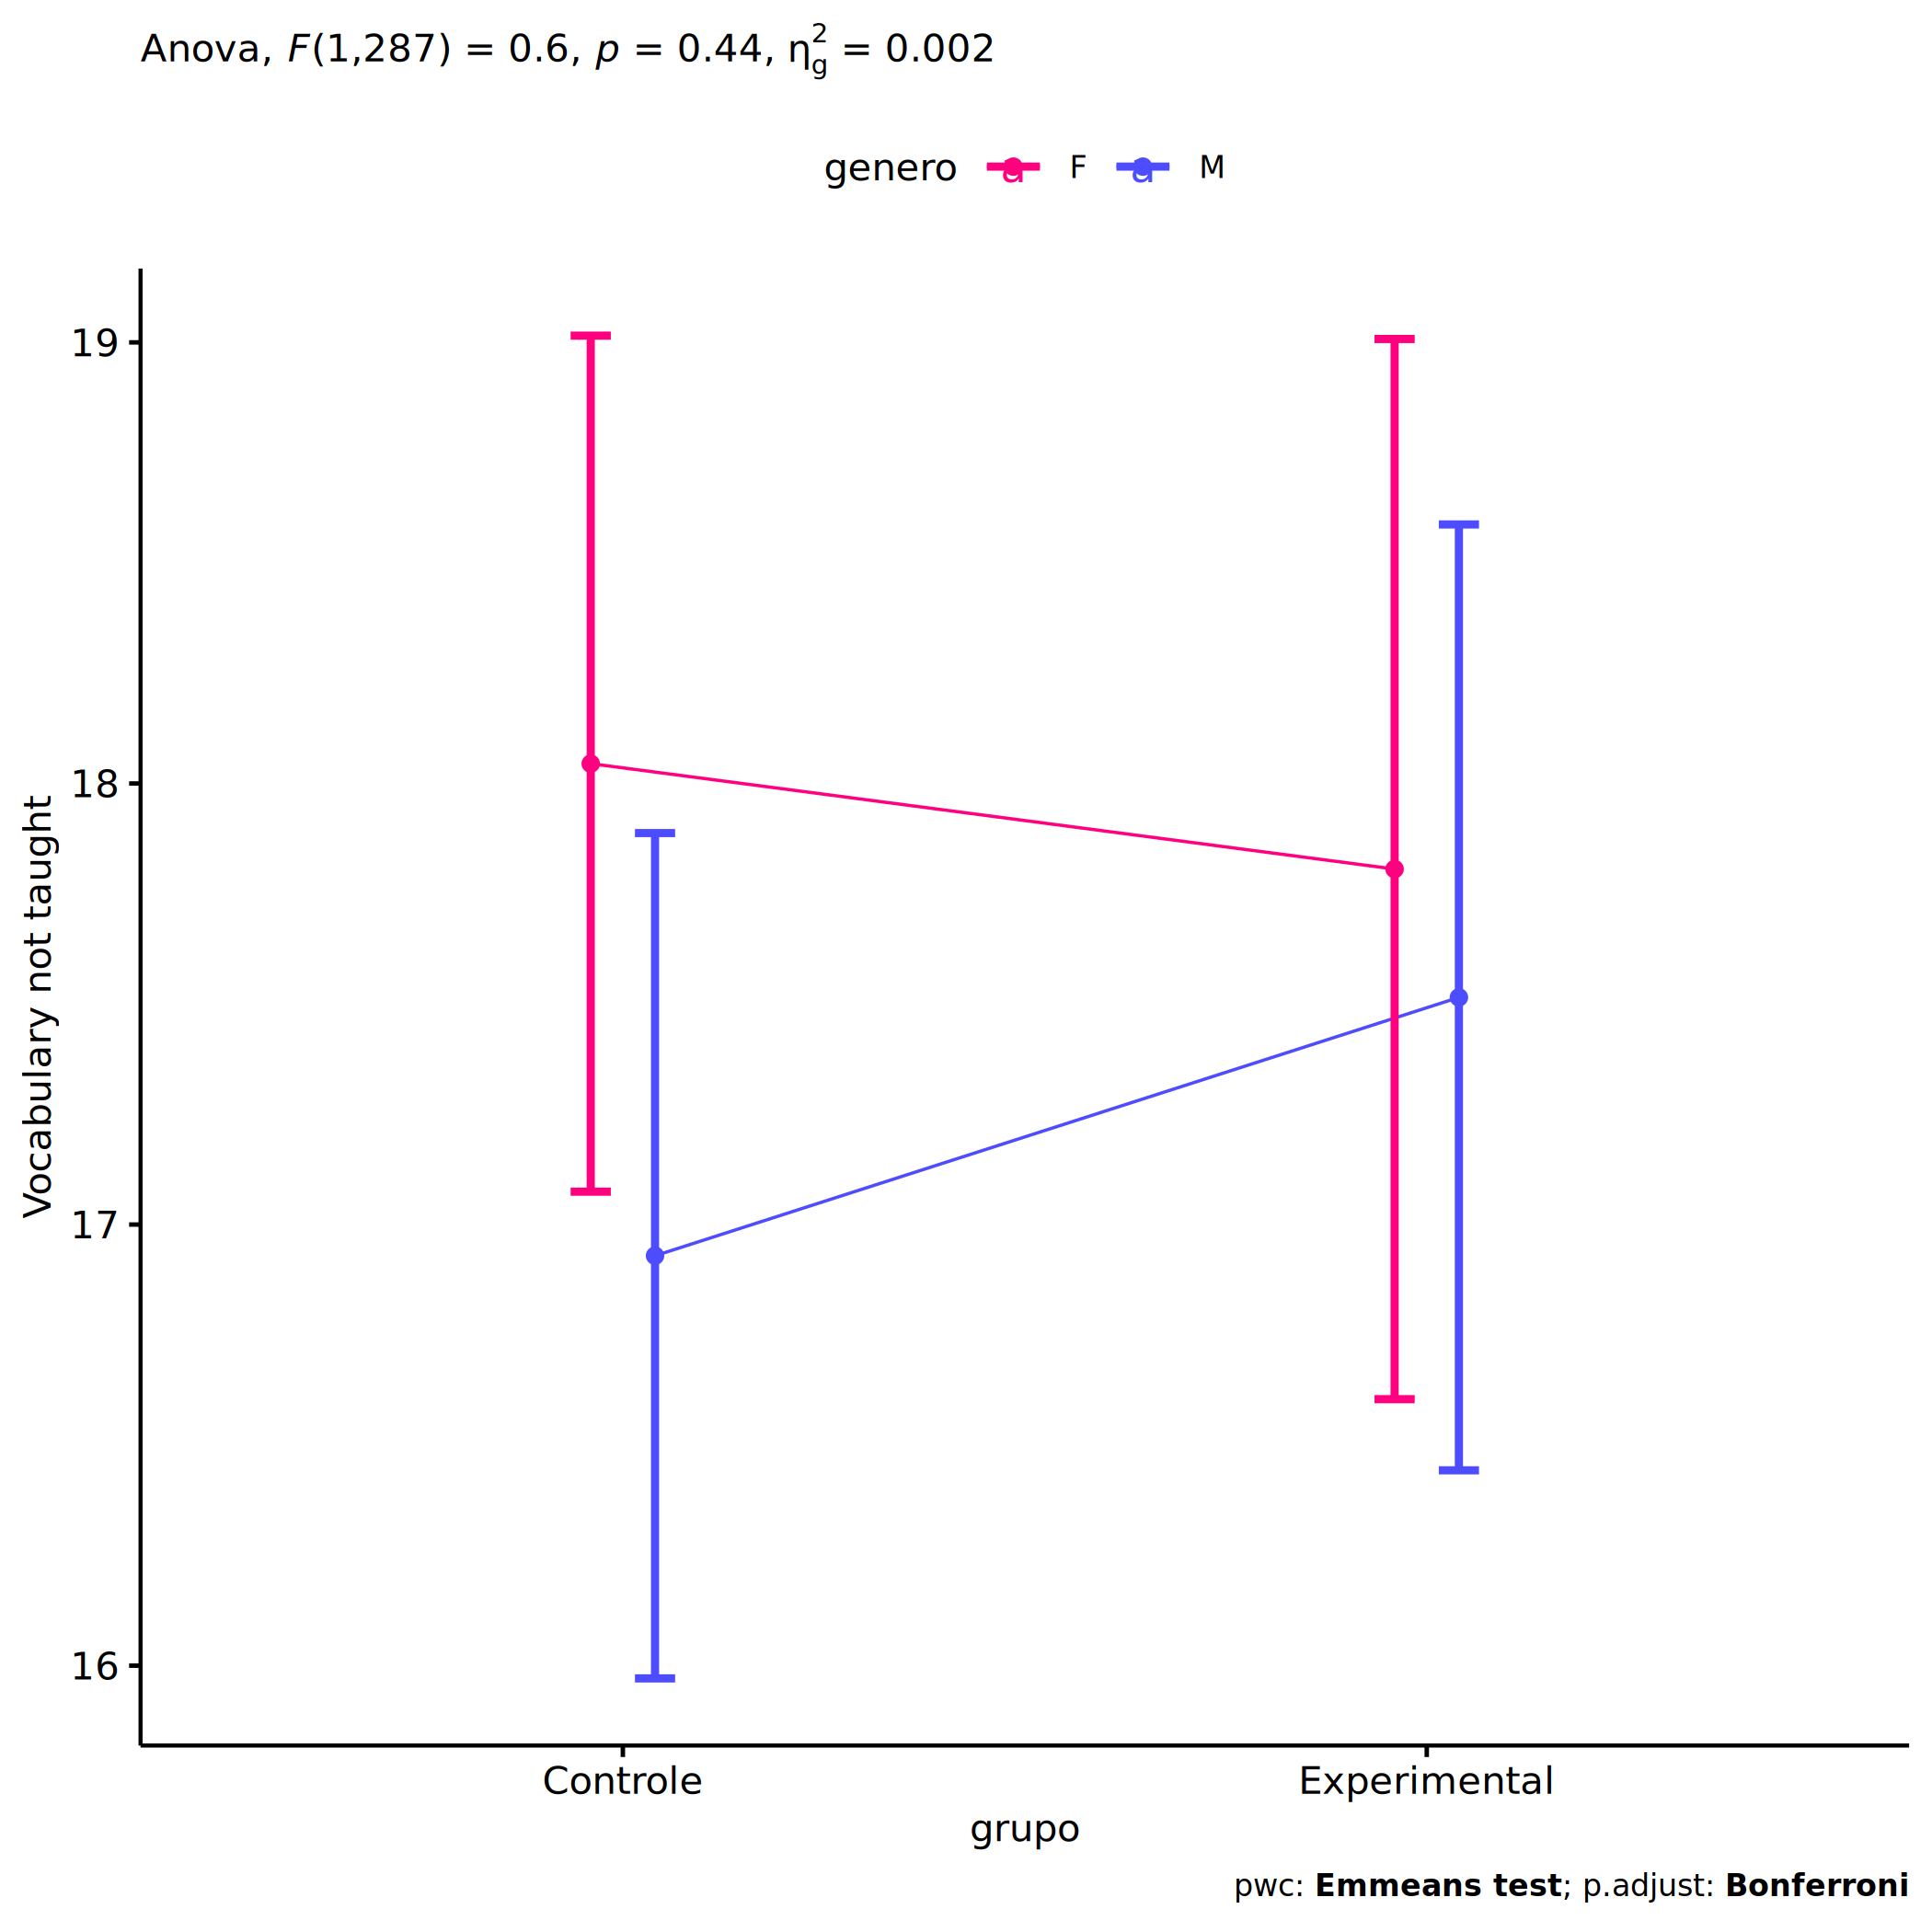 Anova, F(1,287) = 0.6, p = 0.44, η²g = 0.002
genero a F a M
19
18
17
16
Vocabulary not taught
Controle Experimental
grupo
pwc: Emmeans test; p.adjust: Bonferroni